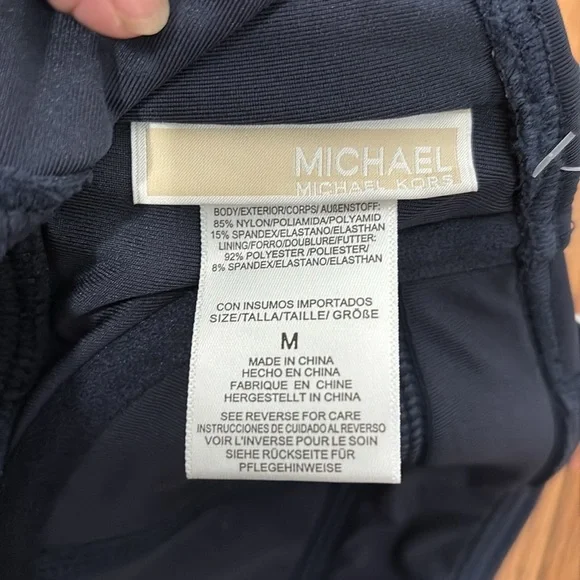 MICHAEL
MICHAEL KORS
BODY/EXTERIOR/CORPS/AUßENSTOFF:
85% NYLON/POLIAMIDA/POLYAMID
15% SPANDEX/ELASTANO/ELASTHAN
LINING/FORRO/DOUBLURE/FUTTER:
92% POLYESTER /POLIESTER/
8% SPANDEX/ELASTANO/ELASTHAN
CON INSUMOS IMPORTADOS
SIZE/TALLA/TAILLE/ GRÖßE
M
MADE IN CHINA
HECHO EN CHINA
FABRIQUE EN CHINE
HERGESTELLT IN CHINA
SEE REVERSE FOR CARE
INSTRUCCIONES DE CUIDADO AL REVERSO
VOIR L'INVERSE POUR LE SOIN
SIEHE RÜCKSEITE FÜR
PFLEGEHINWEISE